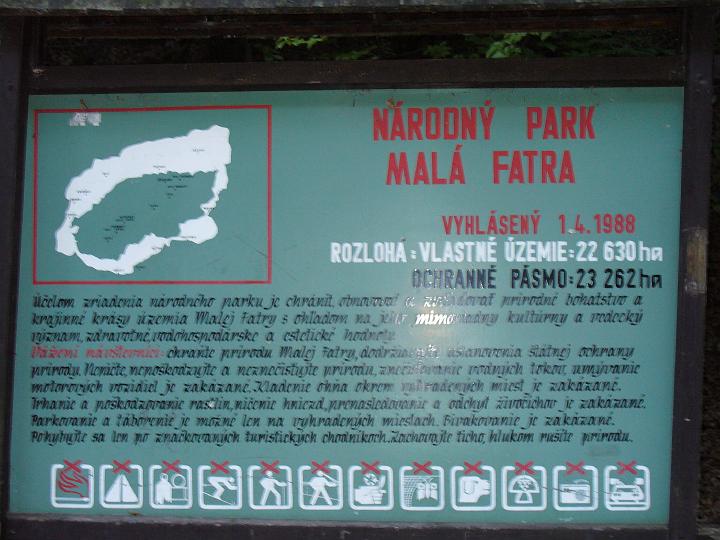 NÁRODNÝ PARK
MALÁ FATRA
VYHLÁSENÝ 1.4.1988
ROZLOHA: VLASTNÉ ÚZEMIE: 22 630 ha
OCHRANNÉ PÁSMO: 23 262 ha
Účelom zriadenia národného parku je chrániť, obnovovať a zveľaďovať prírodné bohatstvo a
krajinné krásy územia Malej Fatry s ohľadom na jeho mimoriadny kultúrny a vedecký
význam, zdravotné, vodohospodárske a estetické hodnoty.
Vážení návštevníci: chráňte prírodu Malej Fatry, dodržiavajte ustanovenia štátnej ochrany
prírody. Neničte, nepoškodzujte a neznečisťujte prírodu, znečisťovanie vodných tokov, umývanie
motorových vozidiel je zakázané. Kladenie ohňa okrem vyhradených miest je zakázané.
Trhanie a poškodzovanie rastlín, ničenie hniezd, prenasledovanie a odchyt živočíchov je zakázané.
Parkovanie a táborenie je možné len na vyhradených miestach. Bivakovanie je zakázané.
Pohybujte sa len po značkovaných turistických chodníkoch. Zachovajte ticho, hlukom rušíte prírodu.